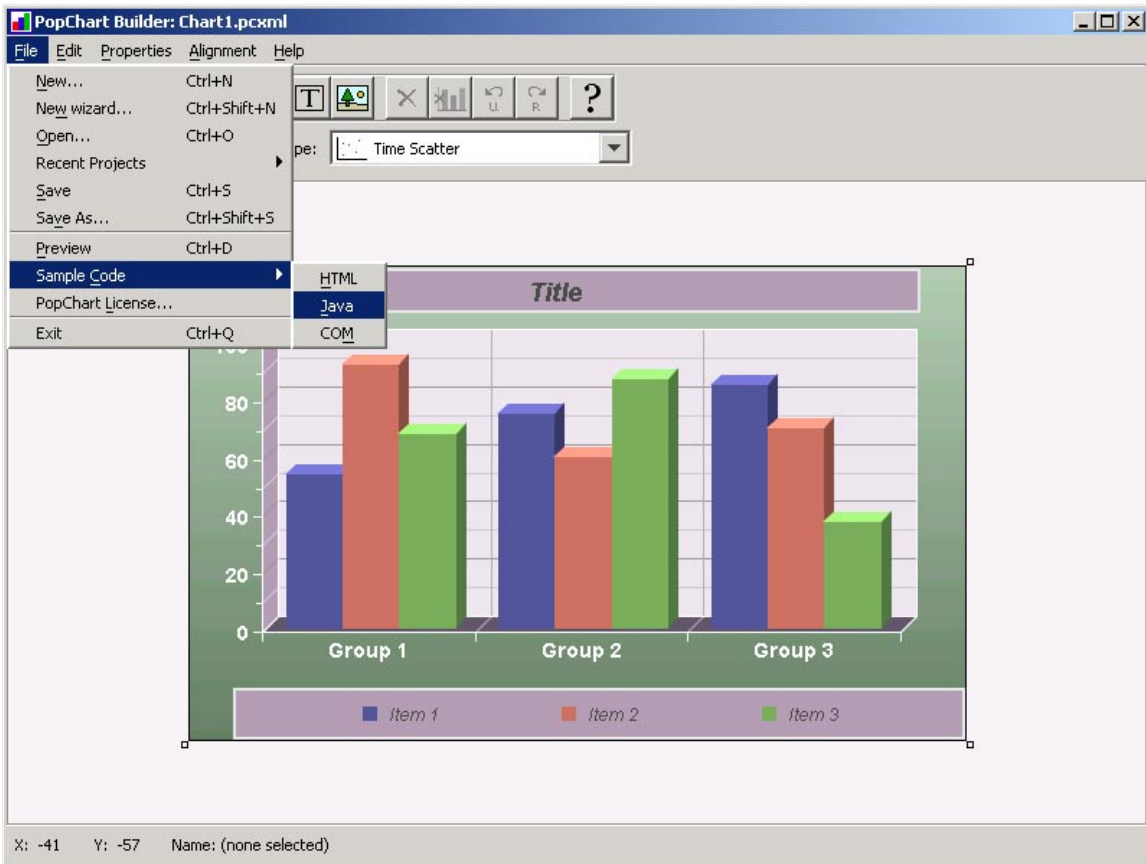 PopChart Builder: Chart1.pcxml
File Edit Properties Alignment Help
New... Ctrl+N
New wizard... Ctrl+Shift+N
Open... Ctrl+O
Recent Projects
Save Ctrl+S
Save As... Ctrl+Shift+S
Preview Ctrl+D
Sample Code
PopChart License...
Exit Ctrl+Q
HTML
Java
COM
T
U
R
?
pe: Time Scatter
Title
100
80
60
40
20
0
Group 1 Group 2 Group 3
Item 1 Item 2 Item 3
X: -41 Y: -57 Name: (none selected)